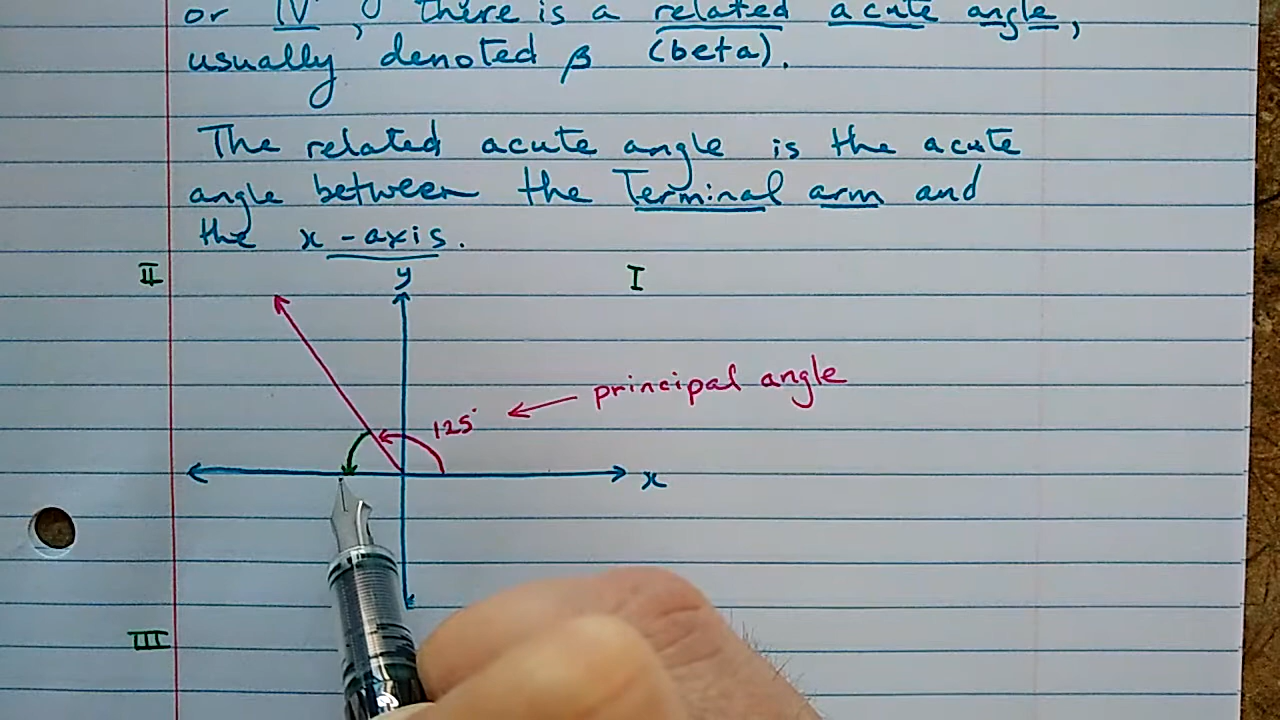 or IV, there is a related acute angle,
usually denoted β (beta).
The related acute angle is the acute
angle between the Terminal arm and
the x-axis.
II
y
I
principal angle
125°
x
III